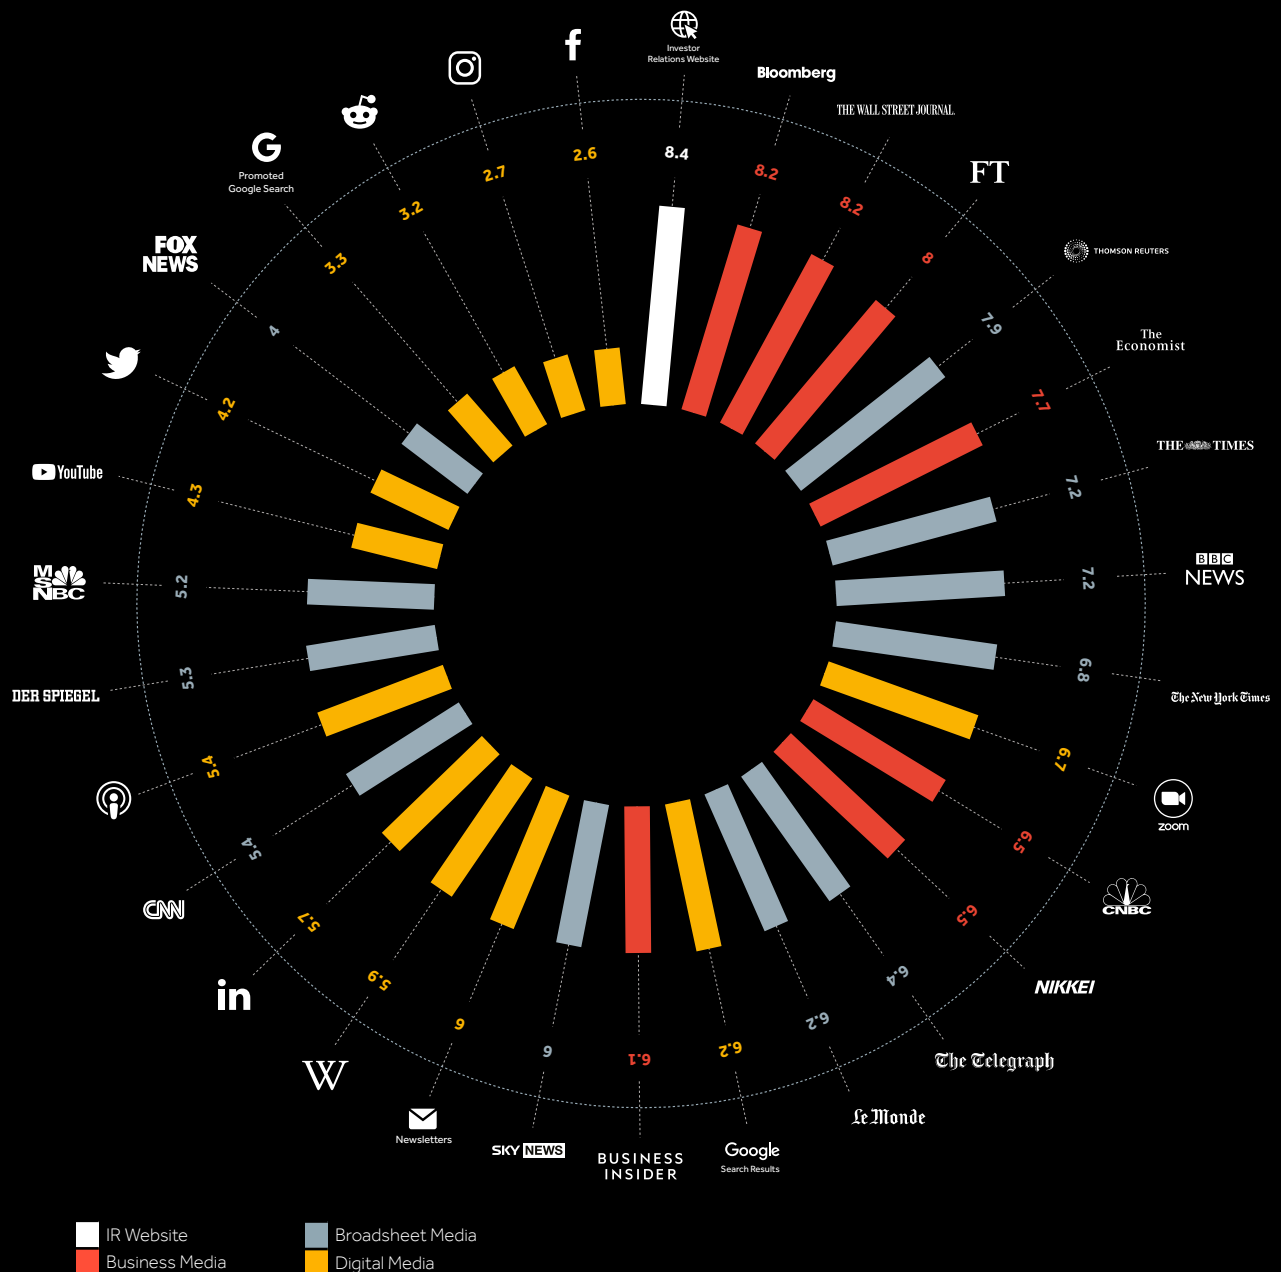 Investor
Relations Website
8.4
Bloomberg
8.2
THE WALL STREET JOURNAL.
8.2
FT
8
THOMSON REUTERS
7.9
The
Economist
7.7
THE TIMES
7.2
BBC
NEWS
7.2
The New York Times
6.8
zoom
6.7
CNBC
6.5
NIKKEI
6.5
The Telegraph
6.4
Le Monde
6.2
Google
Search Results
6.2
BUSINESS
INSIDER
6.1
SKY NEWS
6
Newsletters
6
W
5.9
in
5.7
CNN
5.4
5.4
DER SPIEGEL
5.3
MSNBC
5.2
YouTube
4.3
4.2
FOX
NEWS
4
G
Promoted
Google Search
3.3
3.2
2.7
f
2.6
IR Website
Business Media
Broadsheet Media
Digital Media